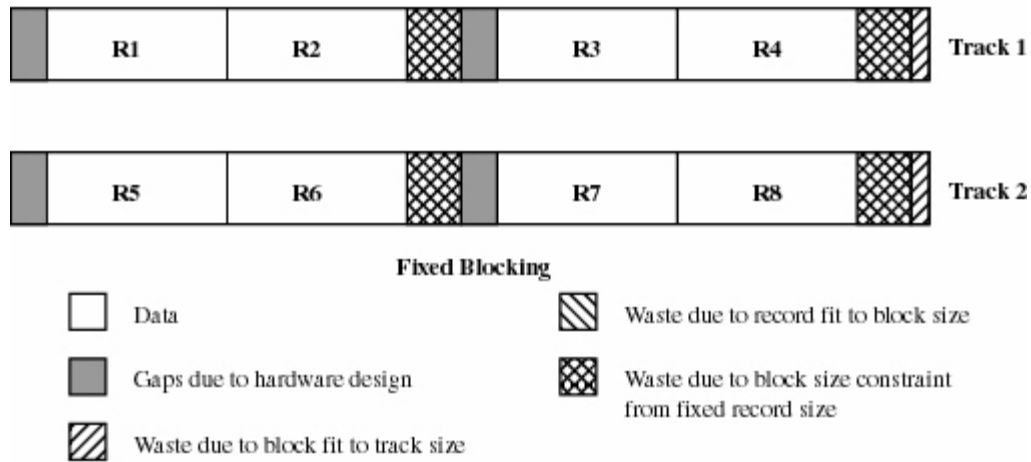 R1 R2 R3 R4 Track 1
R5 R6 R7 R8 Track 2
Fixed Blocking
Data
Waste due to record fit to block size
Gaps due to hardware design
Waste due to block size constraint
from fixed record size
Waste due to block fit to track size